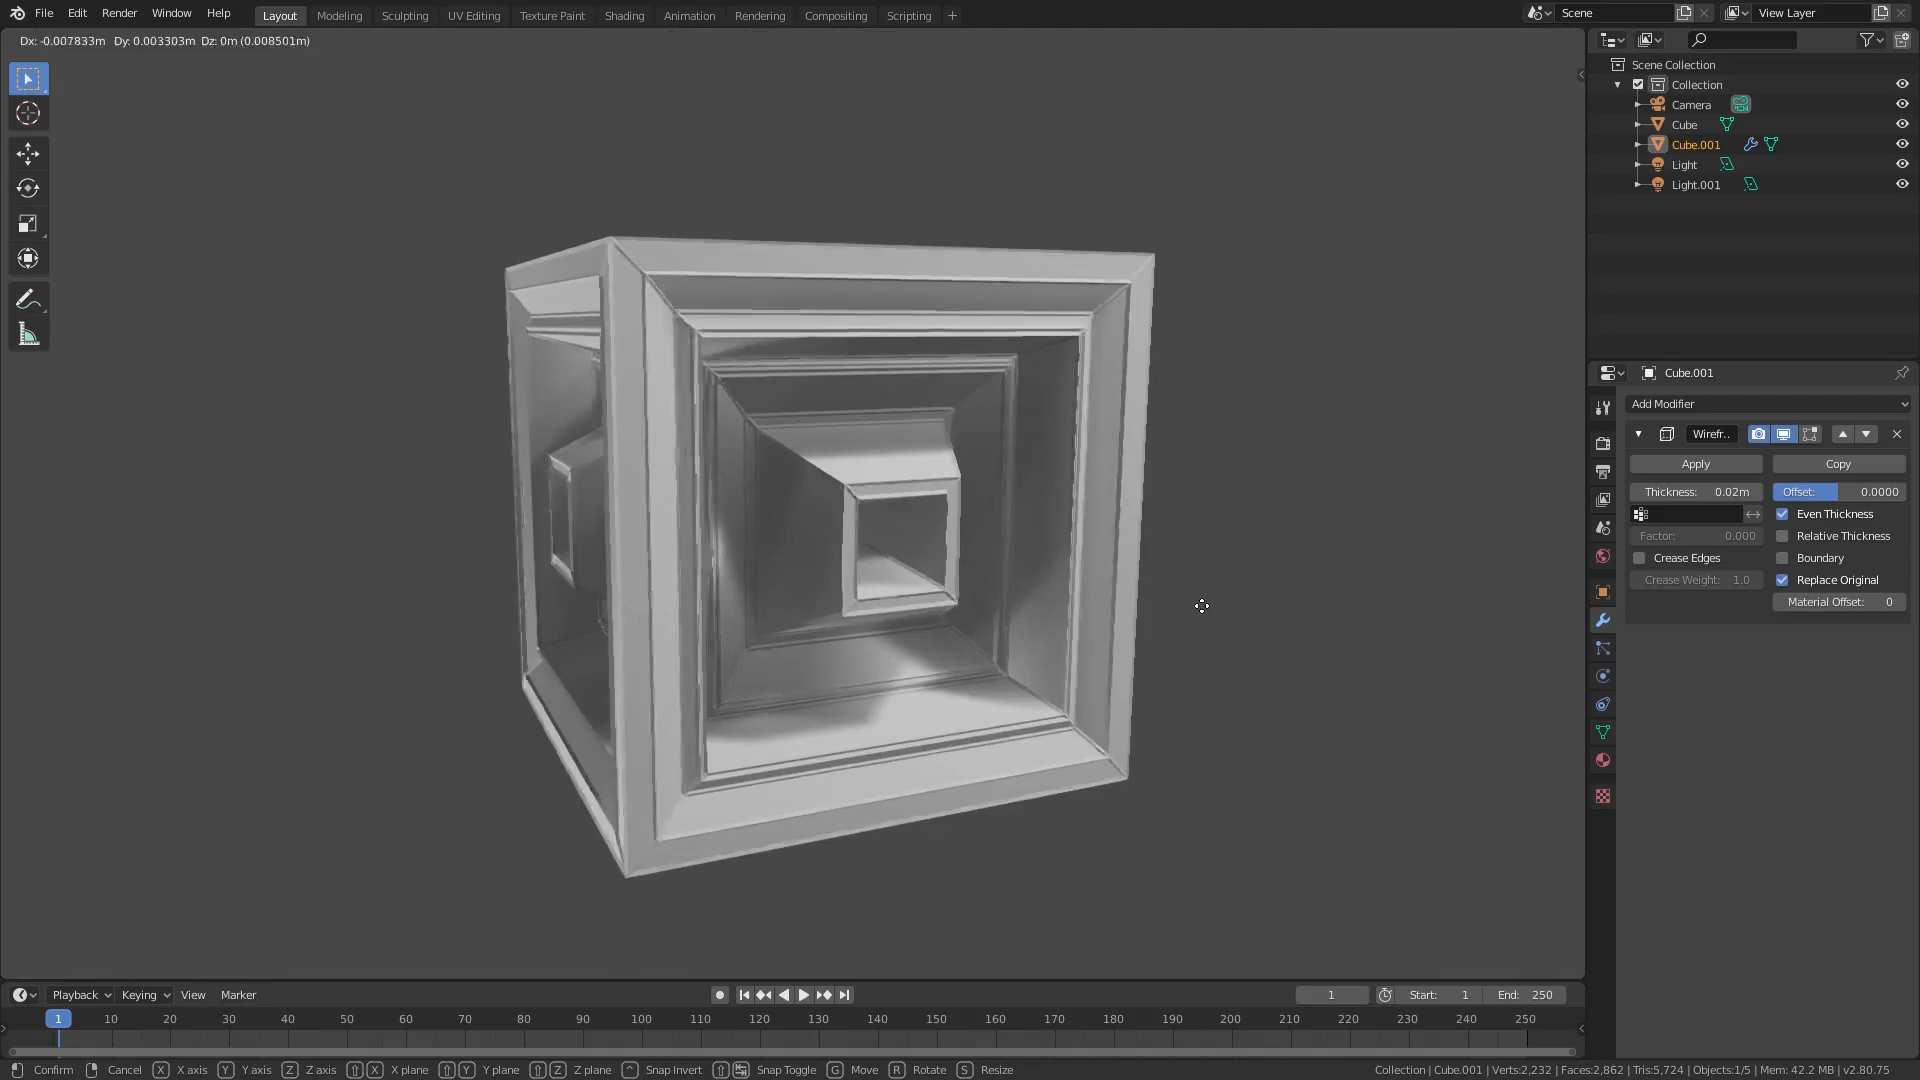 File Edit Render Window Help Layout Modeling Sculpting UV Editing Texture Paint Shading Animation Rendering Compositing Scripting + Scene View Layer
Dx: -0.007833m Dy: 0.003303m Dz: 0m (0.008501m)
Scene Collection
Collection
Camera
Cube
Cube.001
Light
Light.001
Cube.001
Add Modifier
Wirefr..
Apply Copy
Thickness: 0.02m Offset: 0.0000
Even Thickness
Factor: 0.000 Relative Thickness
Crease Edges Boundary
Crease Weight: 1.0 Replace Original
Material Offset: 0
Playback Keying View Marker 1 Start: 1 End: 250
1 10 20 30 40 50 60 70 80 90 100 110 120 130 140 150 160 170 180 190 200 210 220 230 240 250
Confirm Cancel X X axis Y Y axis Z Z axis X X plane Y Y plane Z Z plane ^ Snap Invert Snap Toggle G Move R Rotate S Resize Collection | Cube.001 | Verts:2,232 | Faces:2,862 | Tris:5,724 | Objects:1/5 | Mem: 42.2 MB | v2.80.75